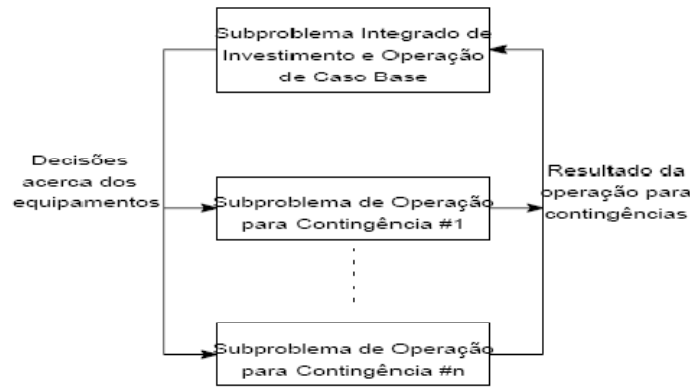 Subproblema Integrado de
Investimento e Operação
de Caso Base
Decisões
acerca dos
equipamentos
Subproblema de Operação
para Contingência #1
Resultado da
operação para
contingências
Subproblema de Operação
para Contingência #n